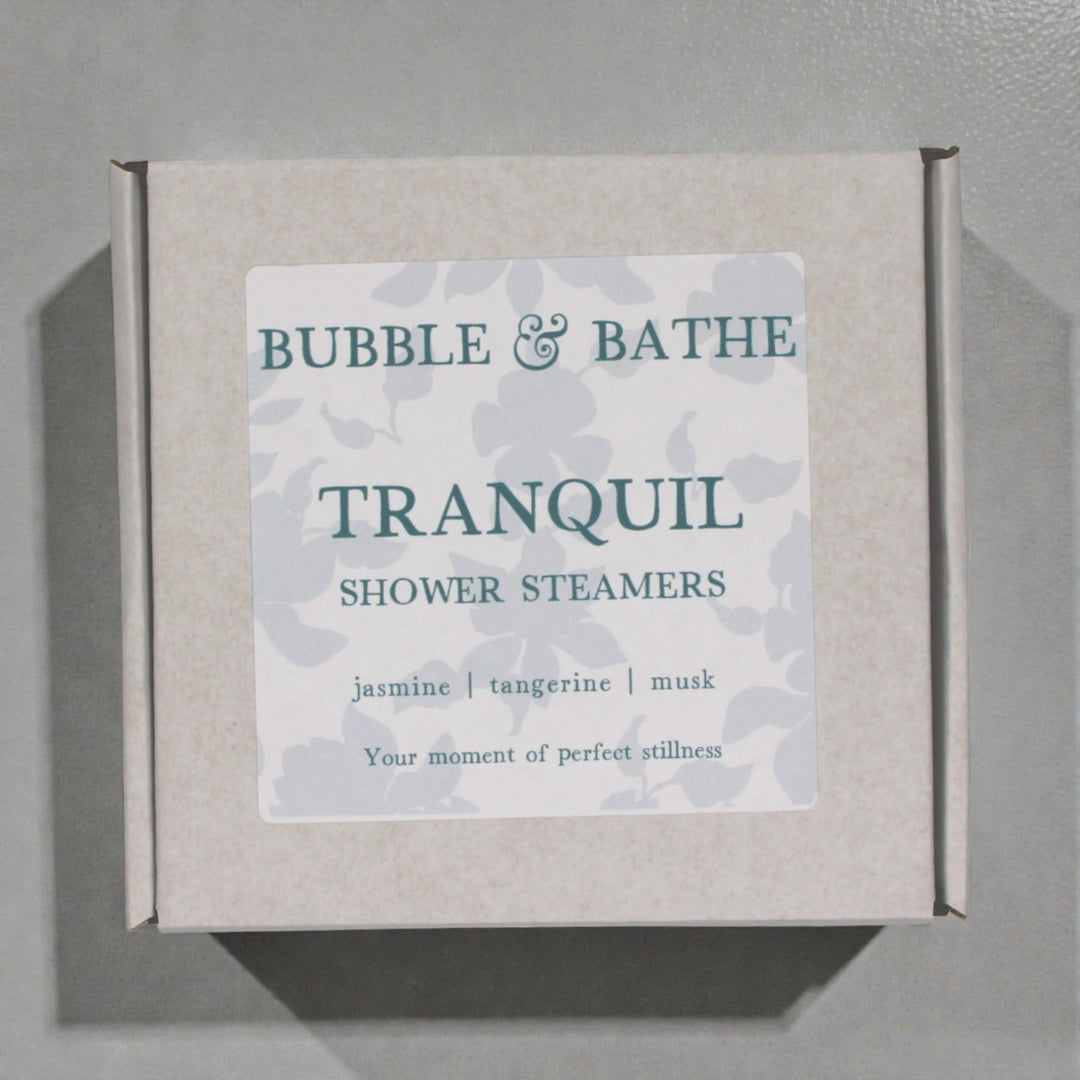 BUBBLE & BATHE
TRANQUIL
SHOWER STEAMERS
jasmine | tangerine | musk
Your moment of perfect stillness